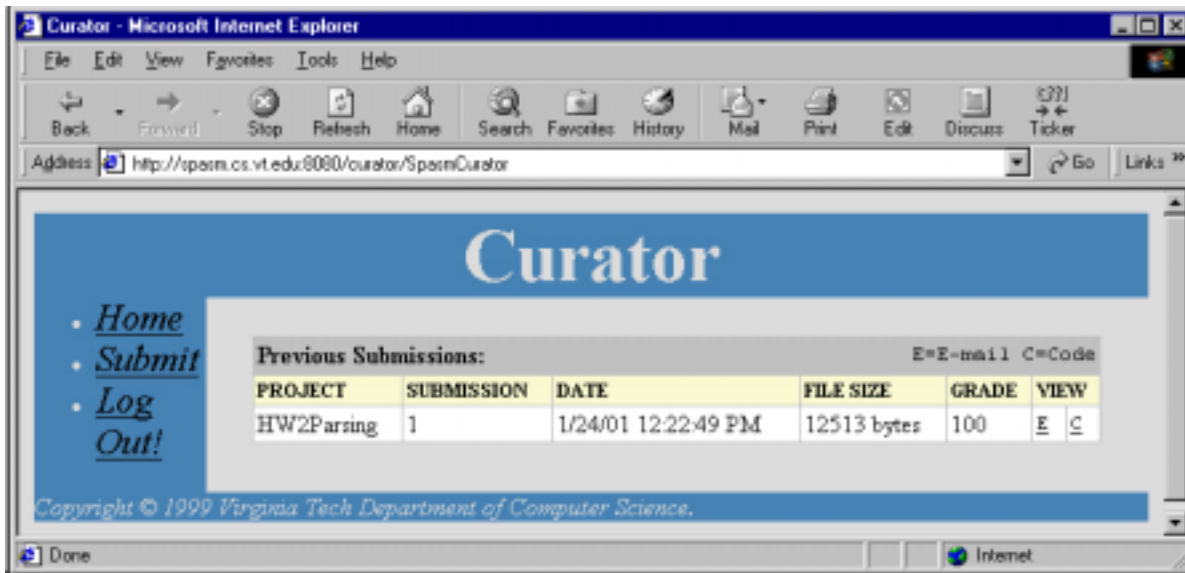 Curator - Microsoft Internet Explorer
File Edit View Favorites Tools Help
Back Forward Stop Refresh Home Search Favorites History Mail Print Edit Discuss Ticker
Address http://spasm.cs.vt.edu:8080/curator/SpasmCurator Go Links »
Curator
Home
Submit
Log
Out!
Previous Submissions: E=E-mail C=Code
PROJECT SUBMISSION DATE FILE SIZE GRADE VIEW
HW2Parsing 1 1/24/01 12:22:49 PM 12513 bytes 100 E C
Copyright © 1999 Virginia Tech Department of Computer Science.
Done Internet